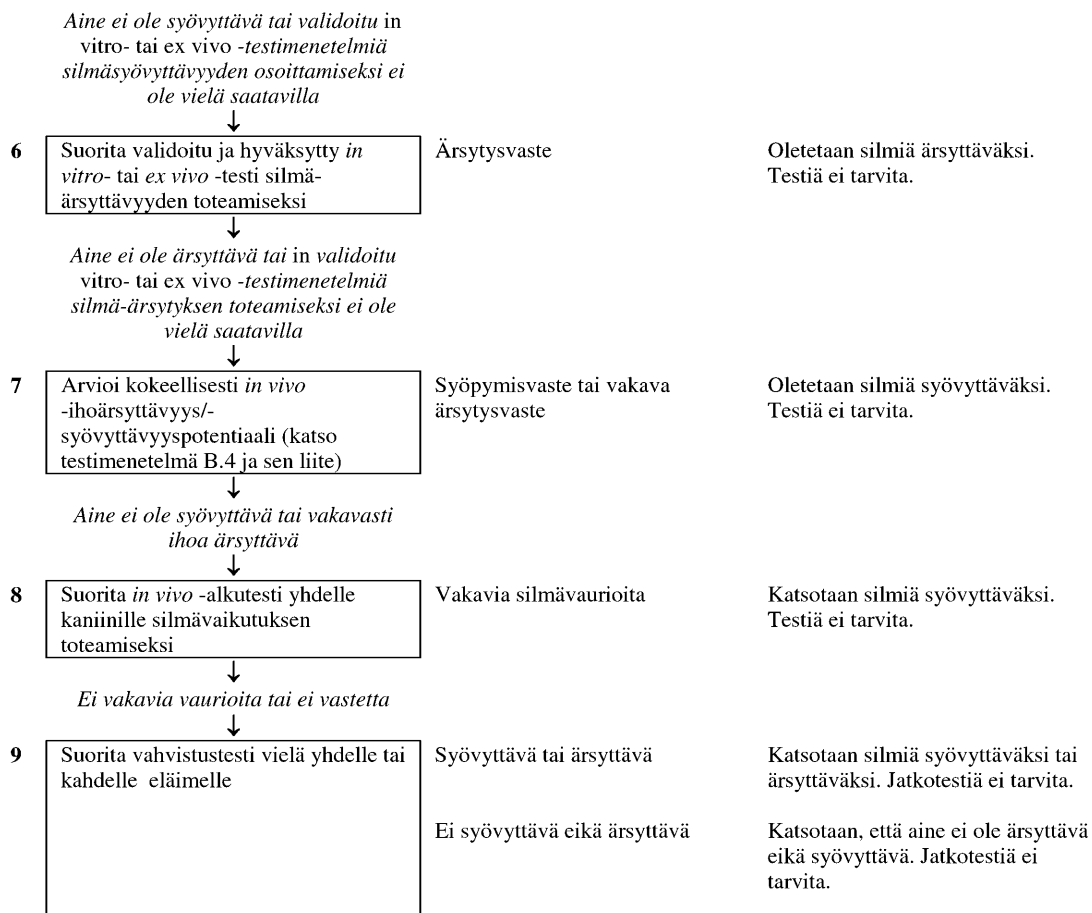 Aine ei ole syövyttävä tai validoitu in
vitro- tai ex vivo -testimenetelmiä
silmäsyövyttävyyden osoittamiseksi ei
ole vielä saatavilla
↓
6 Suorita validoitu ja hyväksytty in Ärsytysvaste Oletetaan silmiä ärsyttäväksi.
vitro- tai ex vivo -testi silmä- Testiä ei tarvita.
ärsyttävyyden toteamiseksi
↓
Aine ei ole ärsyttävä tai in validoitu
vitro- tai ex vivo -testimenetelmiä
silmä-ärsytyksen toteamiseksi ei ole
vielä saatavilla
↓
7 Arvioi kokeellisesti in vivo Syöpymisvaste tai vakava Oletetaan silmiä syövyttäväksi.
-ihoärsyttävyys/- ärsytysvaste Testiä ei tarvita.
syövyttävyyspotentiaali (katso
testimenetelmä B.4 ja sen liite)
↓
Aine ei ole syövyttävä tai vakavasti
ihoa ärsyttävä
↓
8 Suorita in vivo -alkutesti yhdelle Vakavia silmävaurioita Katsotaan silmiä syövyttäväksi.
kaniinille silmävaikutuksen Testiä ei tarvita.
toteamiseksi
↓
Ei vakavia vaurioita tai ei vastetta
↓
9 Suorita vahvistustesti vielä yhdelle tai Syövyttävä tai ärsyttävä Katsotaan silmiä syövyttäväksi tai
kahdelle eläimelle ärsyttäväksi. Jatkotestiä ei tarvita.
Ei syövyttävä eikä ärsyttävä Katsotaan, että aine ei ole ärsyttävä
eikä syövyttävä. Jatkotestiä ei
tarvita.